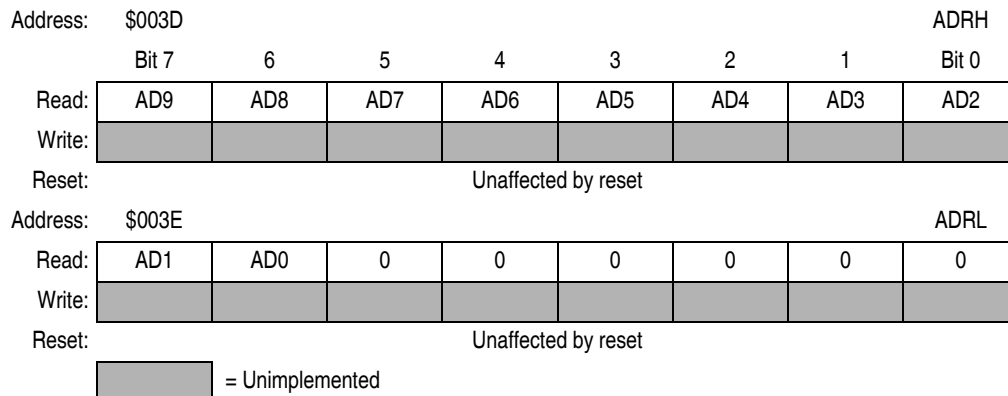 Address: $003D ADRH
Bit 7 6 5 4 3 2 1 Bit 0
Read: AD9 AD8 AD7 AD6 AD5 AD4 AD3 AD2
Write:
Reset: Unaffected by reset
Address: $003E ADRL
Read: AD1 AD0 0 0 0 0 0 0
Write:
Reset: Unaffected by reset
= Unimplemented